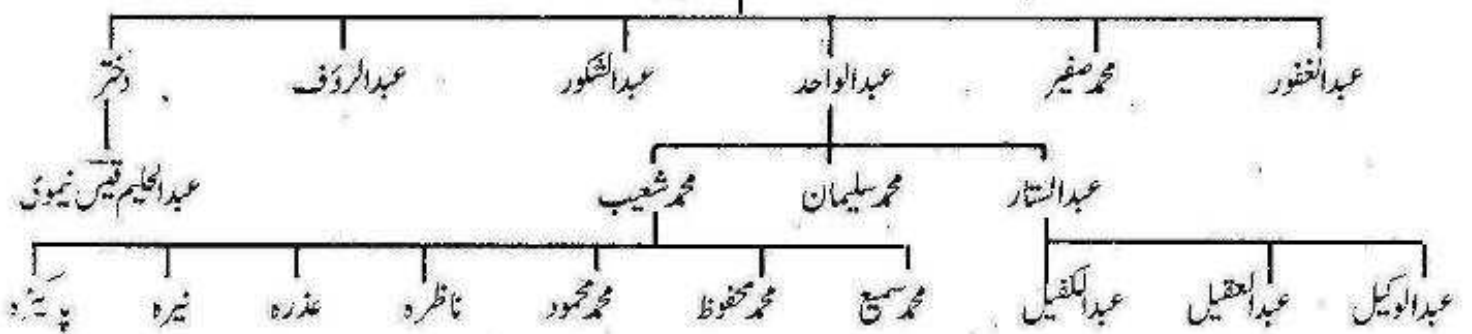 عبدالغفور محمد صغیر عبدالواحد عبدالشکور عبدالرؤف دختر
عبدالستار محمد سلیمان محمد شعیب عبدالحلیم قیس نیموی
عبدالوکیل عبدالعقیل عبدالکفیل محمد سمیع محمد محفوظ محمد محمود ناظرہ عذرہ نیرہ